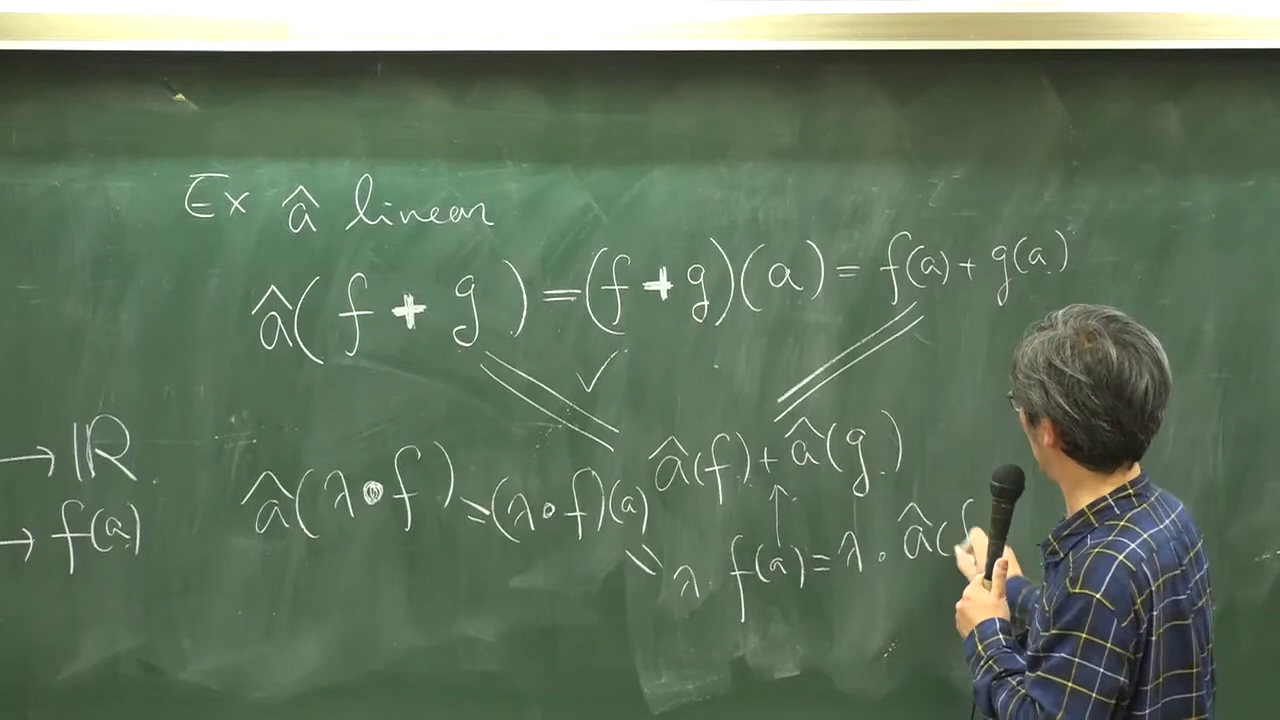 Ex â linear
â(f + g) = (f + g)(a) = f(a) + g(a)
→ ℝ
â(f) + â(g)
â(λ • f) = (λ • f)(a)
→ f(a)
λ · f(a) = λ · â(f